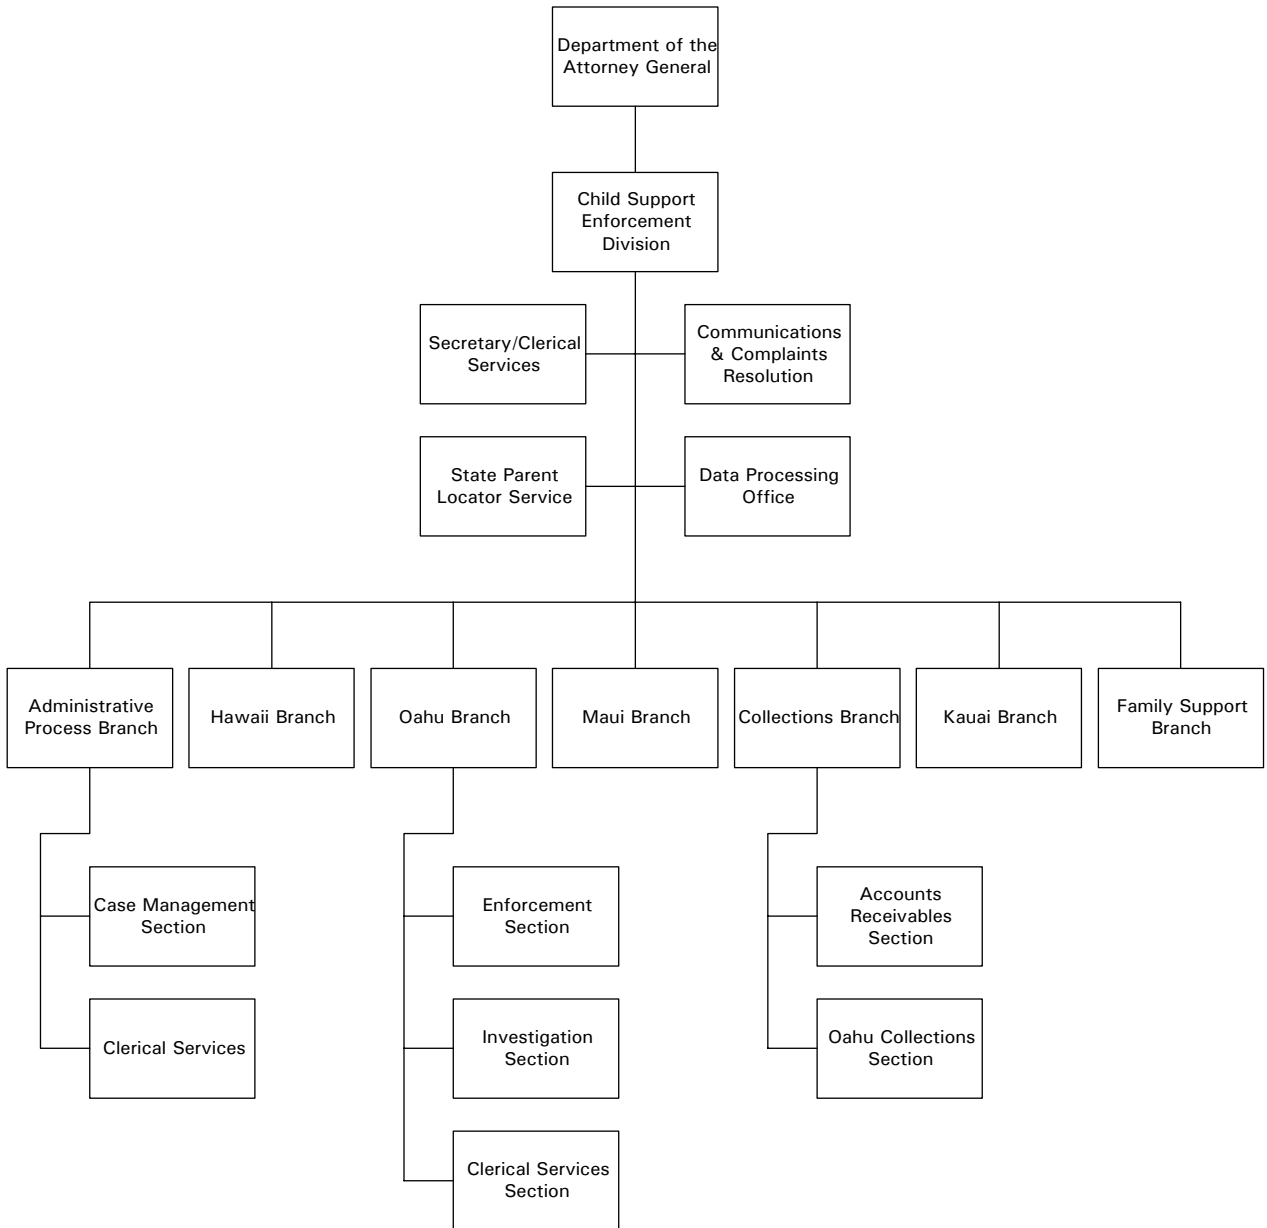 Department of the
Attorney General
Child Support
Enforcement
Division
Secretary/Clerical
Services
Communications
& Complaints
Resolution
State Parent
Locator Service
Data Processing
Office
Administrative
Process Branch
Hawaii Branch
Oahu Branch
Maui Branch
Collections Branch
Kauai Branch
Family Support
Branch
Case Management
Section
Enforcement
Section
Accounts
Receivables
Section
Clerical Services
Investigation
Section
Oahu Collections
Section
Clerical Services
Section